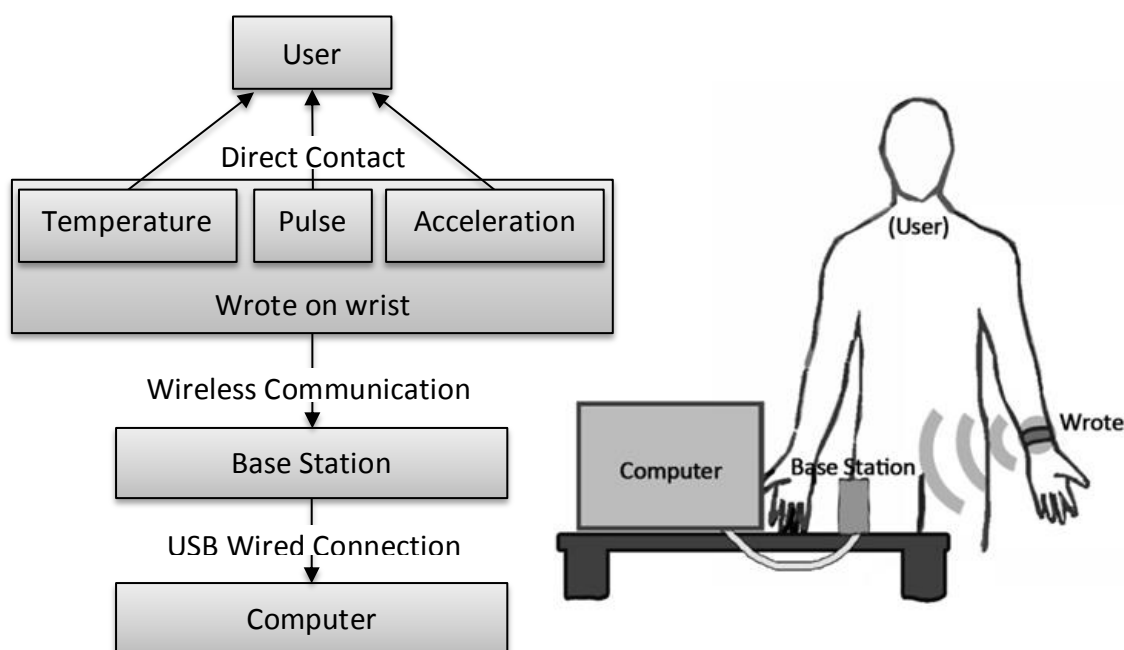 User
Direct Contact
Temperature
Pulse
Acceleration
Wrote on wrist
Wireless Communication
Base Station
USB Wired Connection
Computer
(User)
Wrote
Computer
Base Station